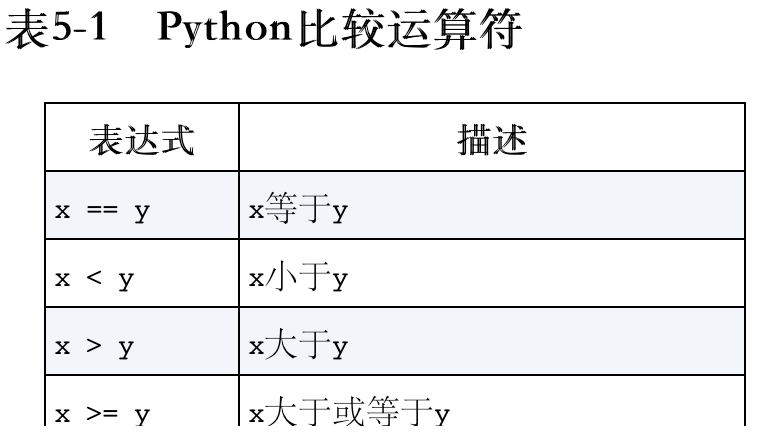 表5-1 Python比较运算符
表达式 描述
x == y x等于y
x < y x小于y
x > y x大于y
x >= y x大于或等于y